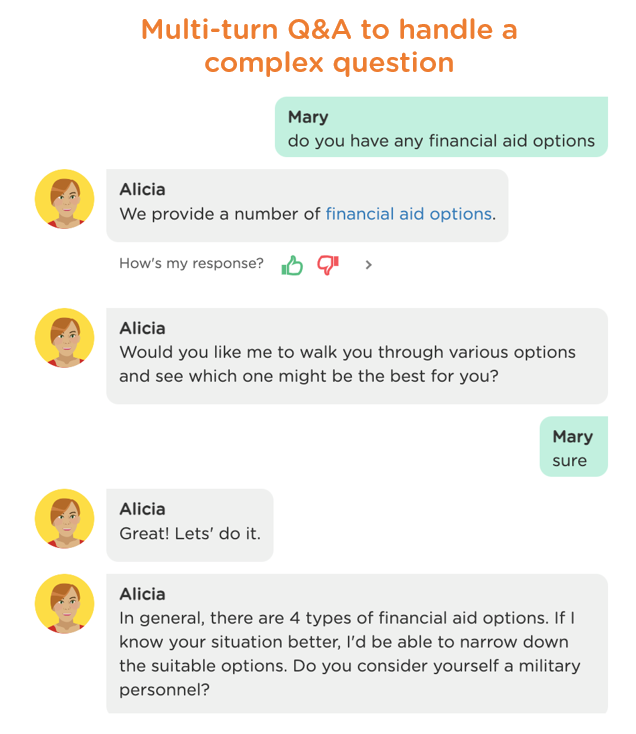 Multi-turn Q&A to handle a
complex question
Mary
do you have any financial aid options
Alicia
We provide a number of financial aid options.
How's my response?
Alicia
Would you like me to walk you through various options
and see which one might be the best for you?
Mary
sure
Alicia
Great! Lets' do it.
Alicia
In general, there are 4 types of financial aid options. If I
know your situation better, I'd be able to narrow down
the suitable options. Do you consider yourself a military
personnel?